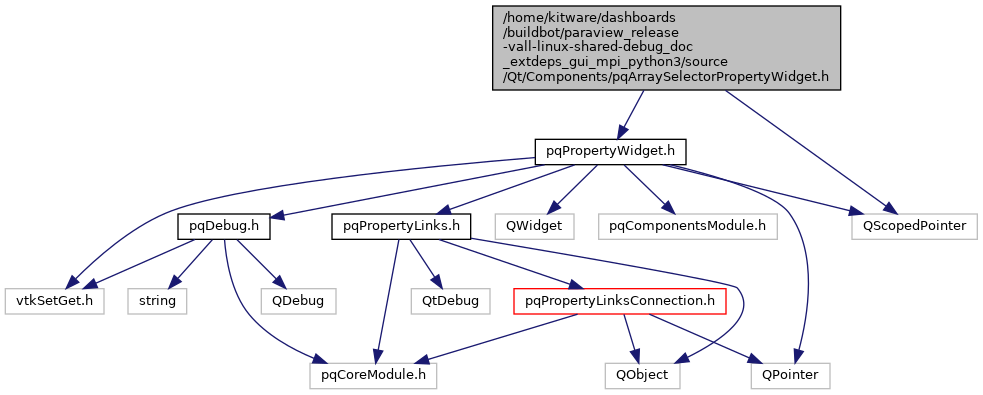 /home/kitware/dashboards
/buildbot/paraview_release
-vall-linux-shared-debug_doc
_extdeps_gui_mpi_python3/source
/Qt/Components/pqArraySelectorPropertyWidget.h
pqPropertyWidget.h
pqDebug.h
pqPropertyLinks.h
QWidget
pqComponentsModule.h
QScopedPointer
vtkSetGet.h
string
QDebug
QtDebug
pqPropertyLinksConnection.h
pqCoreModule.h
QObject
QPointer